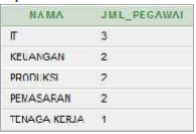 NAMA JML_PEGAWAI
IT 3
KEUANGAN 2
PRODUKSI 2
PEMASARAN 2
TENAGA KERJA 1